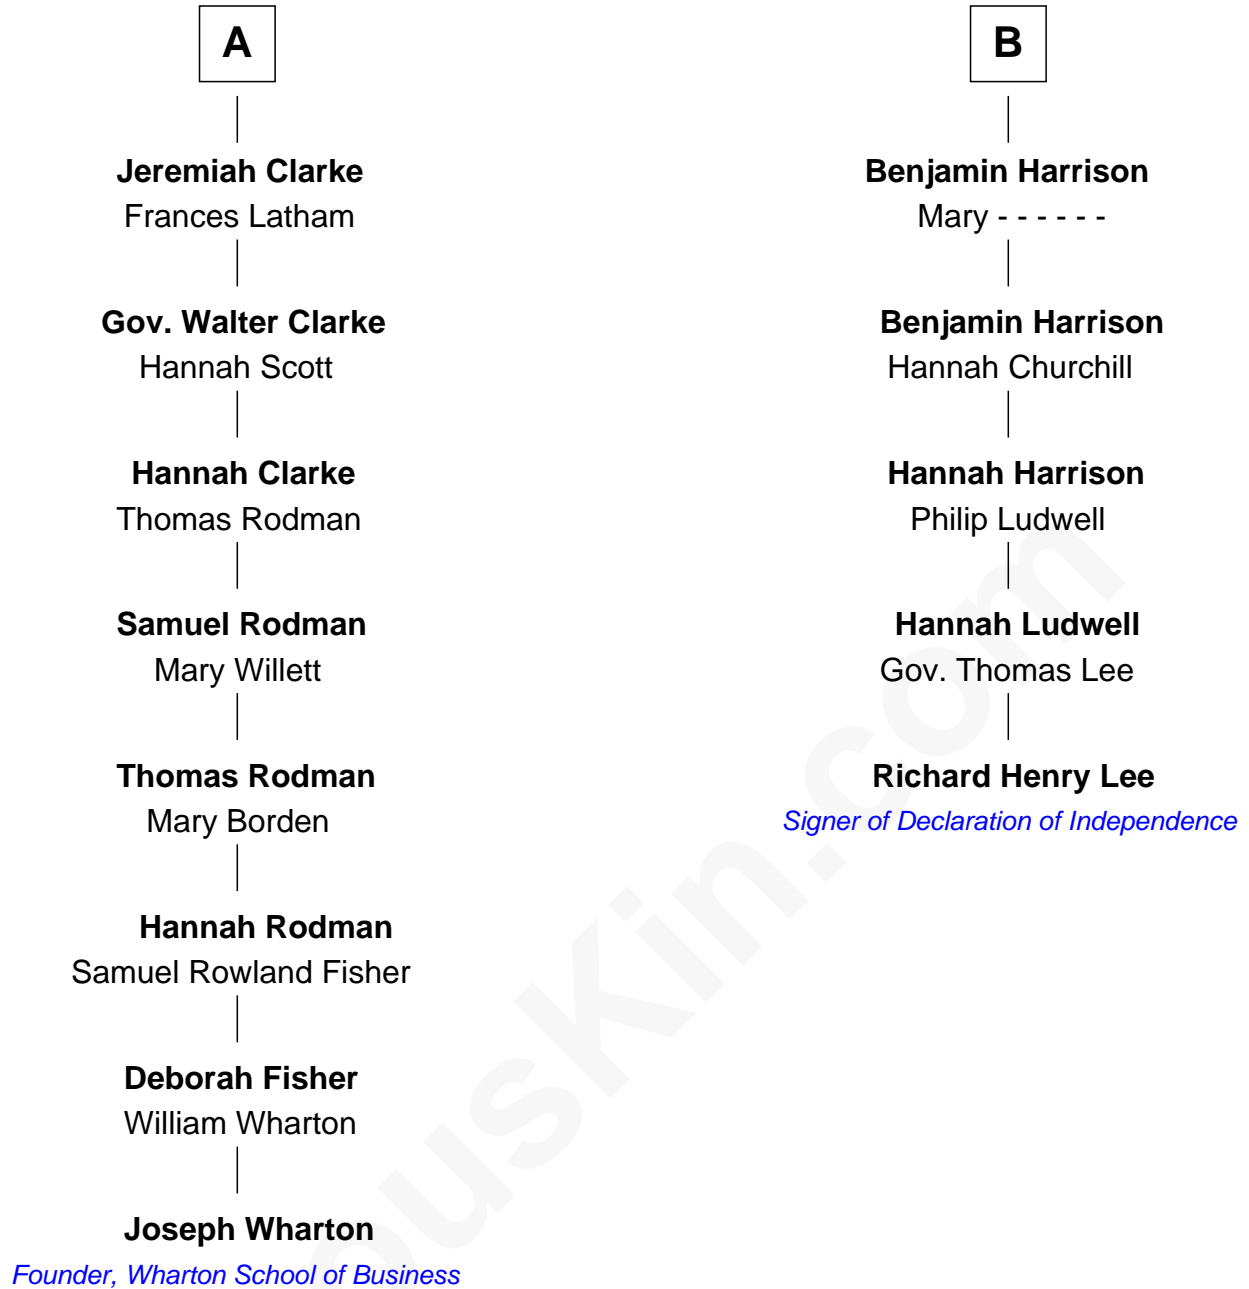 A
Jeremiah Clarke
Frances Latham
Gov. Walter Clarke
Hannah Scott
Hannah Clarke
Thomas Rodman
Samuel Rodman
Mary Willett
Thomas Rodman
Mary Borden
Hannah Rodman
Samuel Rowland Fisher
Deborah Fisher
William Wharton
Joseph Wharton
Founder, Wharton School of Business
B
Benjamin Harrison
Mary - - - - - -
Benjamin Harrison
Hannah Churchill
Hannah Harrison
Philip Ludwell
Hannah Ludwell
Gov. Thomas Lee
Richard Henry Lee
Signer of Declaration of Independence
ousKin.com